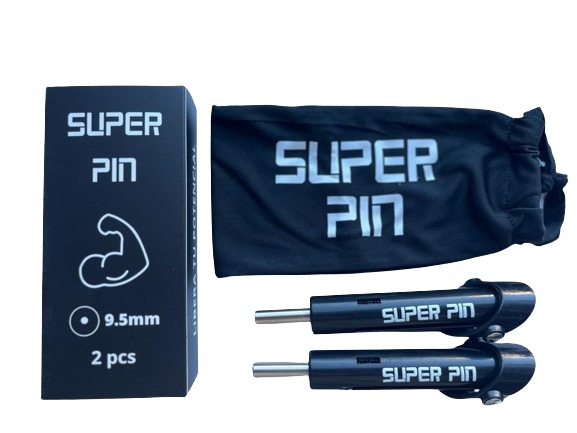 SUPER
PIN
9.5mm
2 pcs
LIBERA TU POTENCIAL
SUPER
PIN
SUPER PIN
SUPER PIN